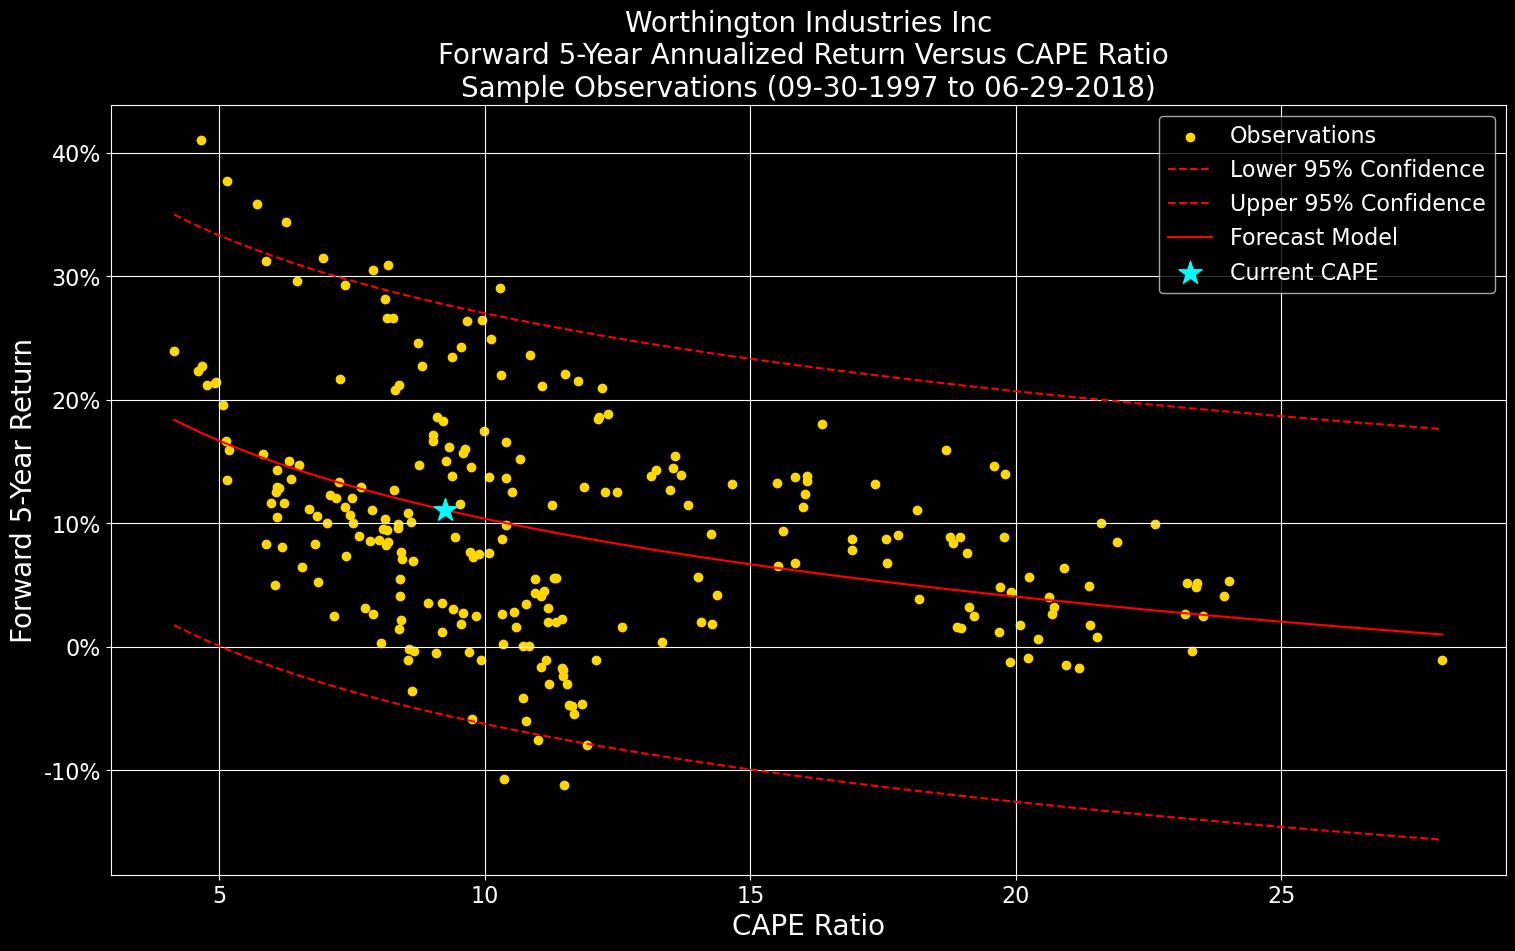 Worthington Industries Inc
Forward 5-Year Annualized Return Versus CAPE Ratio
Sample Observations (09-30-1997 to 06-29-2018)
Observations
Lower 95% Confidence
Upper 95% Confidence
Forecast Model
Current CAPE
Forward 5-Year Return
40%
30%
20%
10%
0%
-10%
5
10
15
20
25
CAPE Ratio